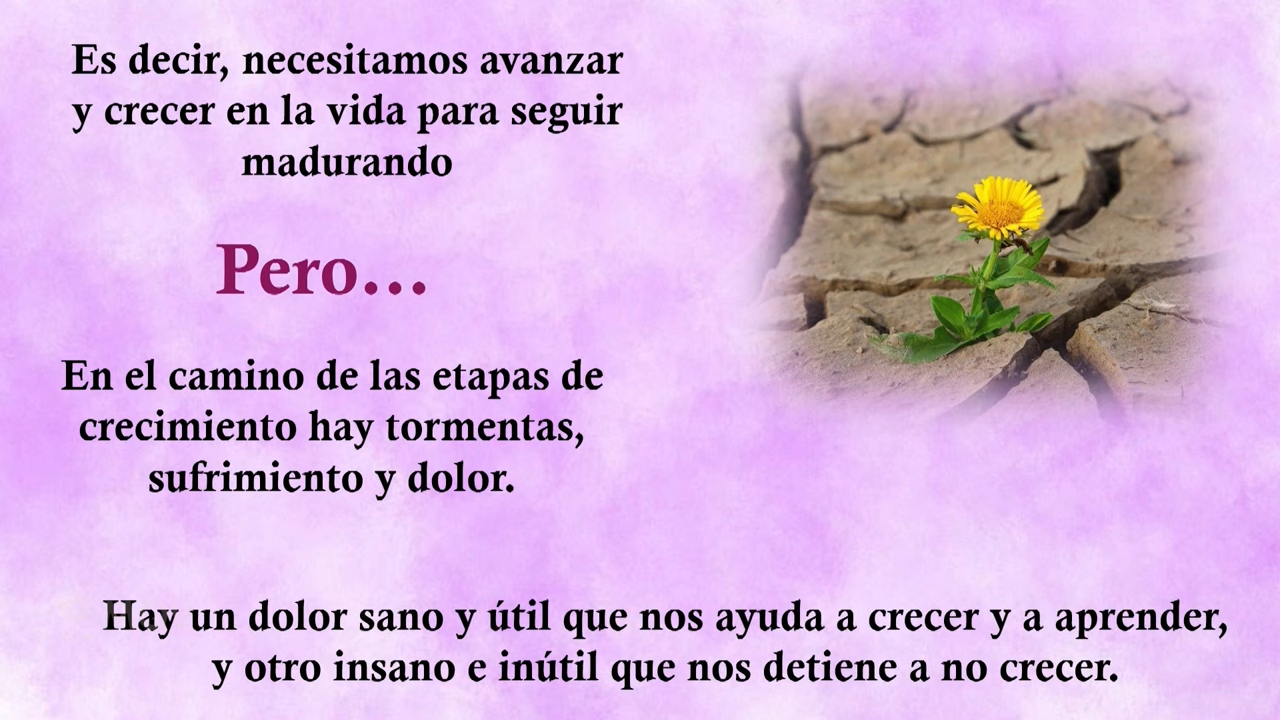 Es decir, necesitamos avanzar
y crecer en la vida para seguir
madurando
Pero...
En el camino de las etapas de
crecimiento hay tormentas,
sufrimiento y dolor.
Hay un dolor sano y útil que nos ayuda a crecer y a aprender,
y otro insano e inútil que nos detiene a no crecer.